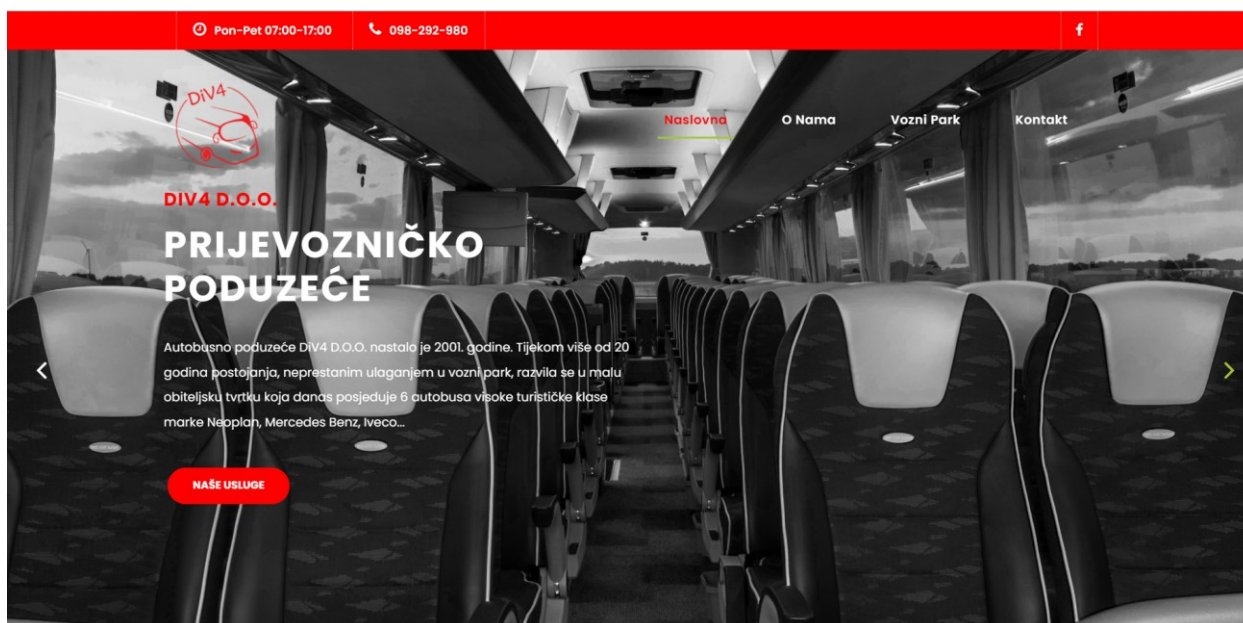 Pon-Pet 07:00-17:00
098-292-980
f
DiV4
Naslovna
O Nama
Vozni Park
Kontakt
DIV4 D.O.O.
PRIJEVOZNIČKO
PODUZEĆE
Autobusno poduzeće DiV4 D.O.O. nastalo je 2001. godine. Tijekom više od 20
godina postojanja, neprestanim ulaganjem u vozni park, razvila se u malu
obiteljsku tvrtku koja danas posjeduje 6 autobusa visoke turističke klase
marke Neoplan, Mercedes Benz, Iveco...
NAŠE USLUGE